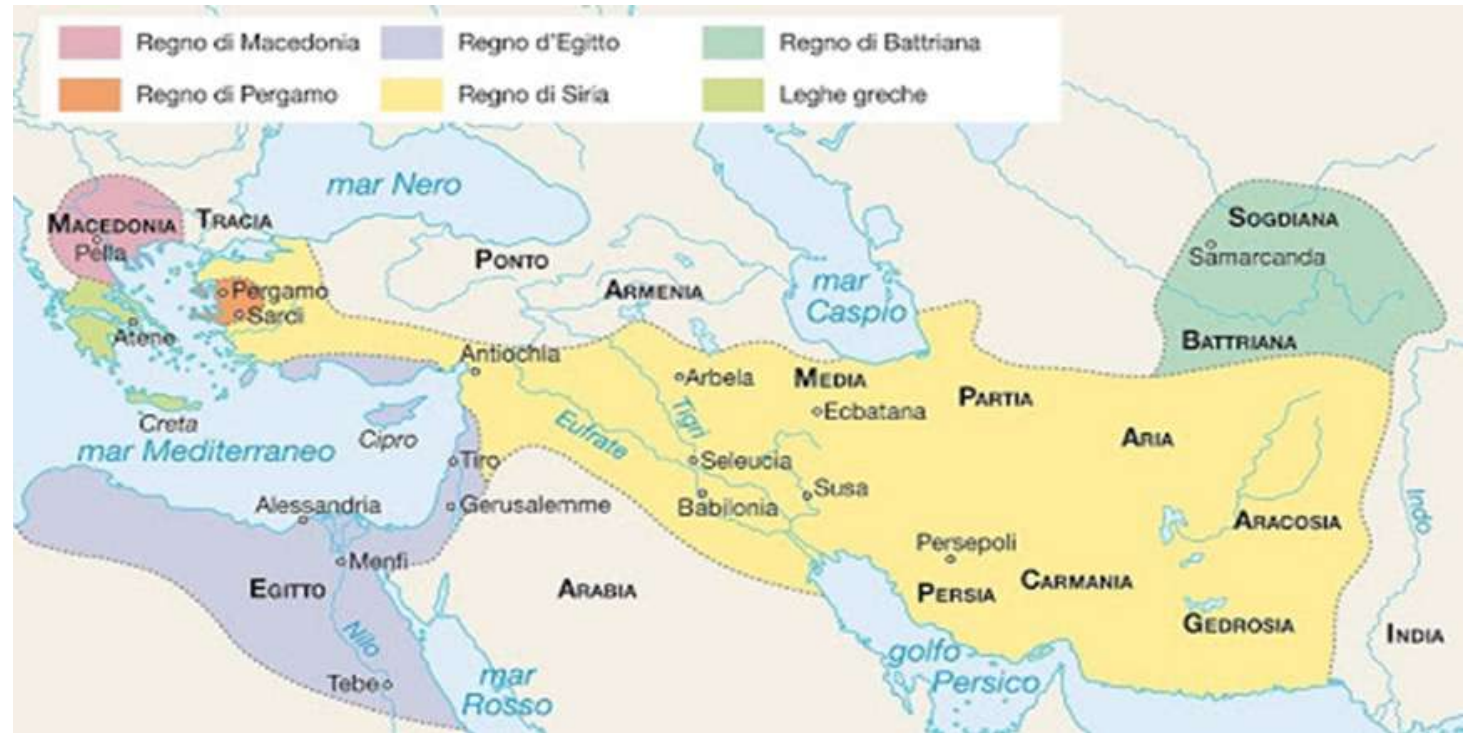 Regno di Macedonia
Regno d'Egitto
Regno di Battriana
Regno di Pergamo
Regno di Siria
Leghe greche
mar Nero
MACEDONIA
TRACIA
SOGDIANA
Pella
PONTO
Samarcanda
mar
Caspio
ARMENIA
Pergamo
Sardi
Atene
BATTRIANA
Antiochia
Arbela
MEDIA
PARTIA
Ecbatana
Creta
Cipro
Tigri
Eufrate
ARIA
mar Mediterraneo
Tiro
Seleucia
Susa
Alessandria
Gerusalemme
Babilonia
Indo
ARACOSIA
Persepoli
Menfi
EGITTO
ARABIA
PERSIA
CARMANIA
GEDROSIA
INDIA
Nilo
golfo
Persico
Tebe
mar
Rosso